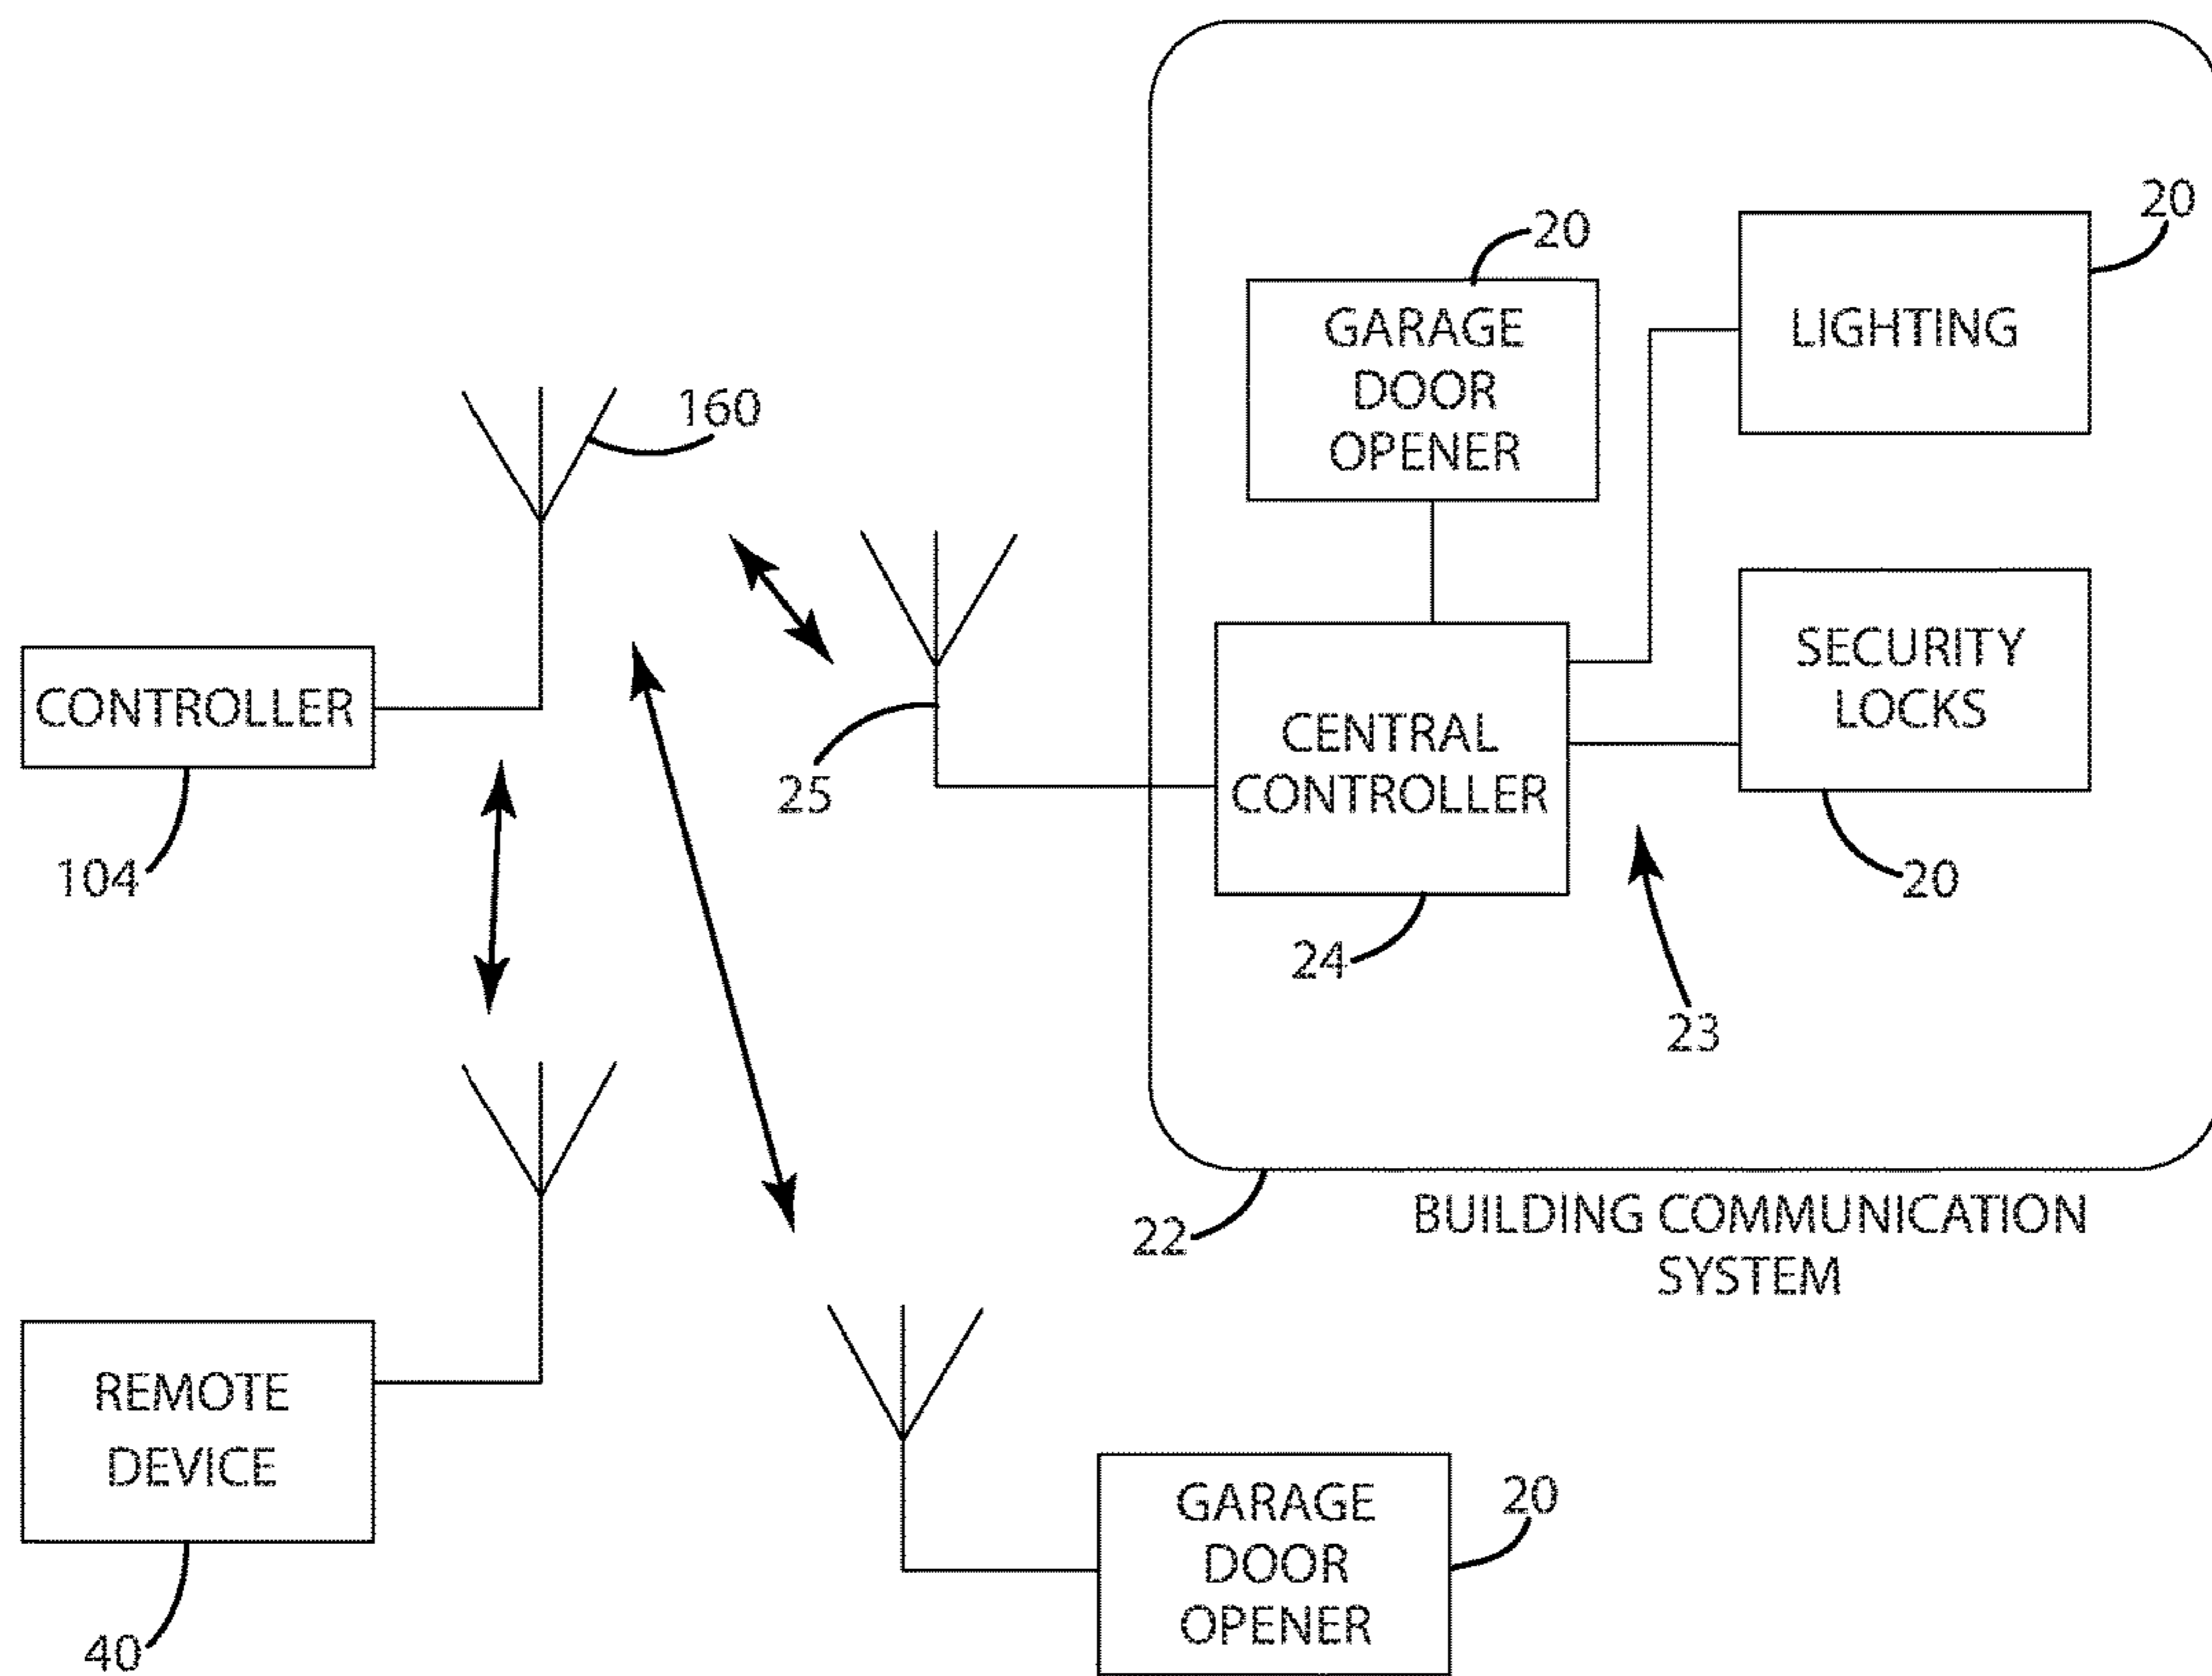 20
20
GARAGE
DOOR
OPENER
LIGHTING
160
SECURITY
LOCKS
CONTROLLER
CENTRAL
CONTROLLER
25
104
20
24
23
22
BUILDING COMMUNICATION
SYSTEM
REMOTE
DEVICE
GARAGE
DOOR
OPENER
20
40